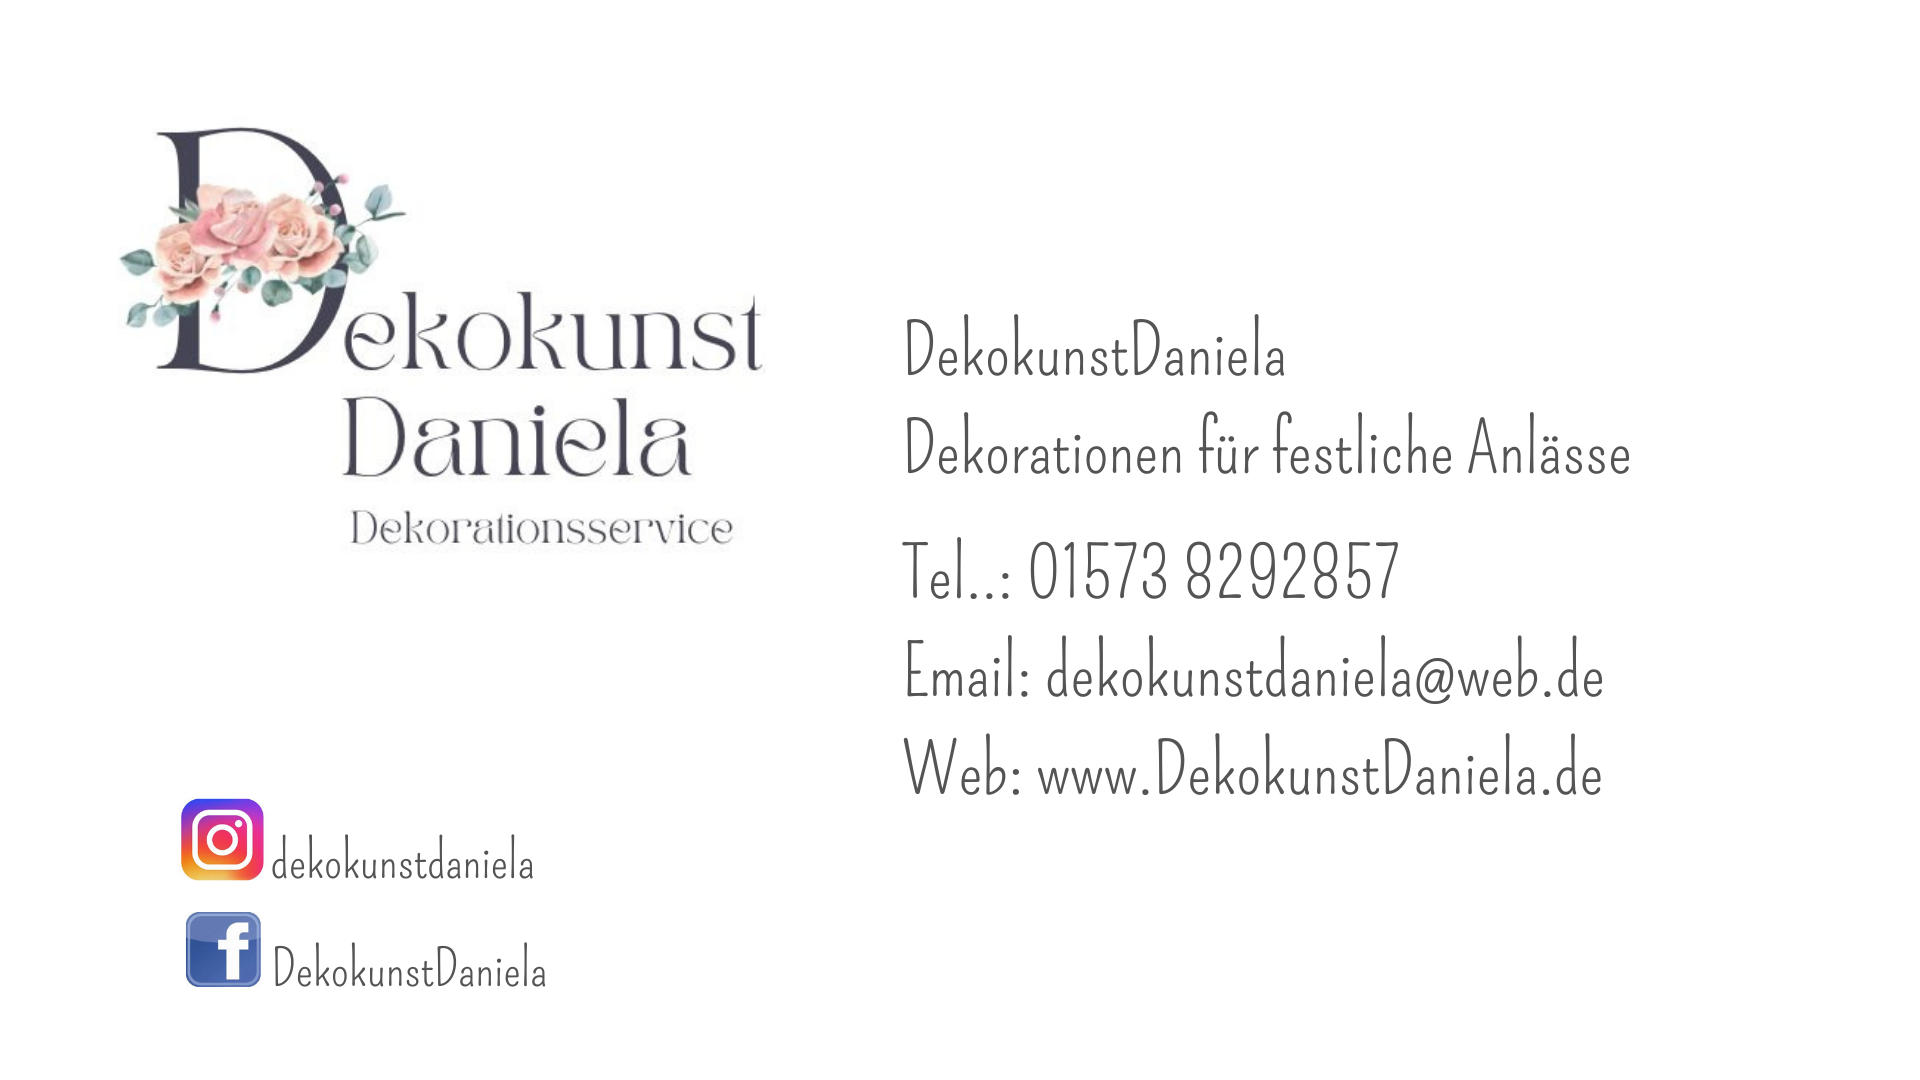 Dekokunst
Daniela
Dekorationsservice
DekokunstDaniela
Dekorationen für festliche Anlässe
Tel..: 01573 8292857
Email: dekokunstdaniela@web.de
Web: www.DekokunstDaniela.de
dekokunstdaniela
DekokunstDaniela